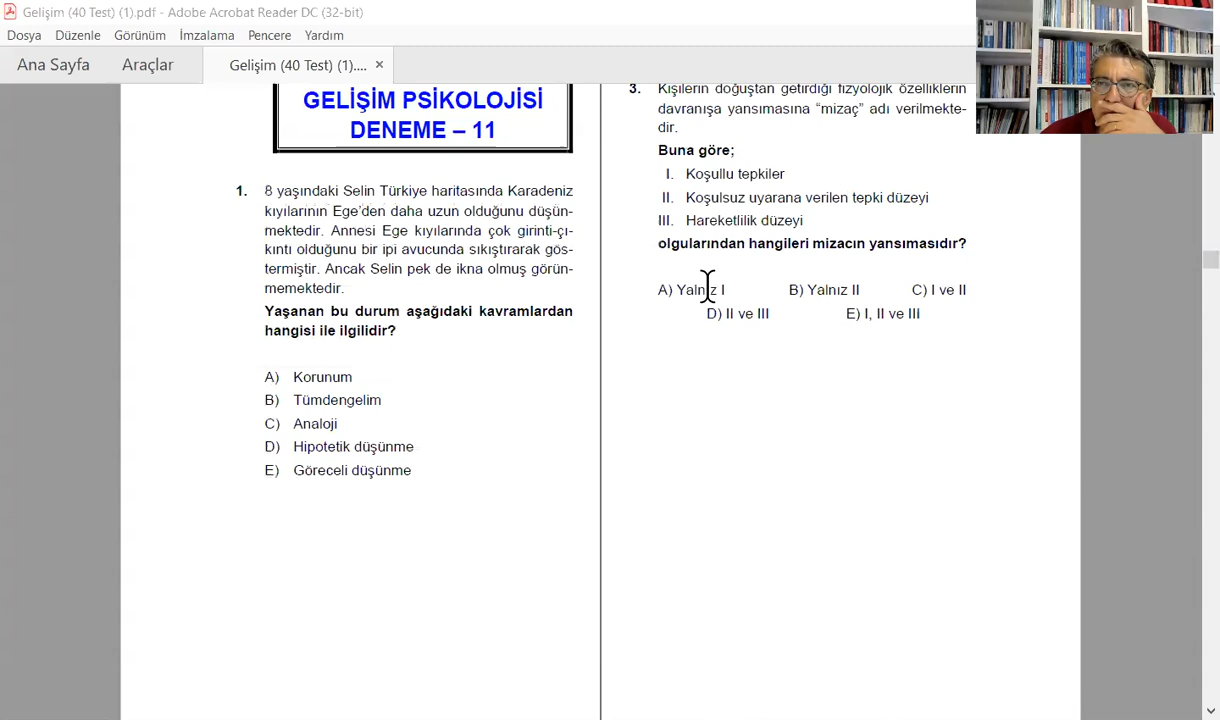 Gelişim (40 Test) (1).pdf - Adobe Acrobat Reader DC (32-bit)
Dosya Düzenle Görünüm İmzalama Pencere Yardım
Ana Sayfa Araçlar Gelişim (40 Test) (1).... ×
GELİŞİM PSİKOLOJİSİ
DENEME – 11
1. 8 yaşındaki Selin Türkiye haritasında Karadeniz
kıyılarının Ege'den daha uzun olduğunu düşün-
mektedir. Annesi Ege kıyılarında çok girinti-çı-
kıntı olduğunu bir ipi avucunda sıkıştırarak gös-
termiştir. Ancak Selin pek de ikna olmuş görün-
memektedir.
Yaşanan bu durum aşağıdaki kavramlardan
hangisi ile ilgilidir?
A) Korunum
B) Tümdengelim
C) Analoji
D) Hipotetik düşünme
E) Göreceli düşünme
3. Kişilerin doğuştan getirdiği fizyolojik özelliklerin
davranışa yansımasına “mizaç” adı verilmekte-
dir.
Buna göre;
I. Koşullu tepkiler
II. Koşulsuz uyarana verilen tepki düzeyi
III. Hareketlilik düzeyi
olgularından hangileri mizacın yansımasıdır?
A) Yalnız I B) Yalnız II C) I ve II
D) II ve III E) I, II ve III